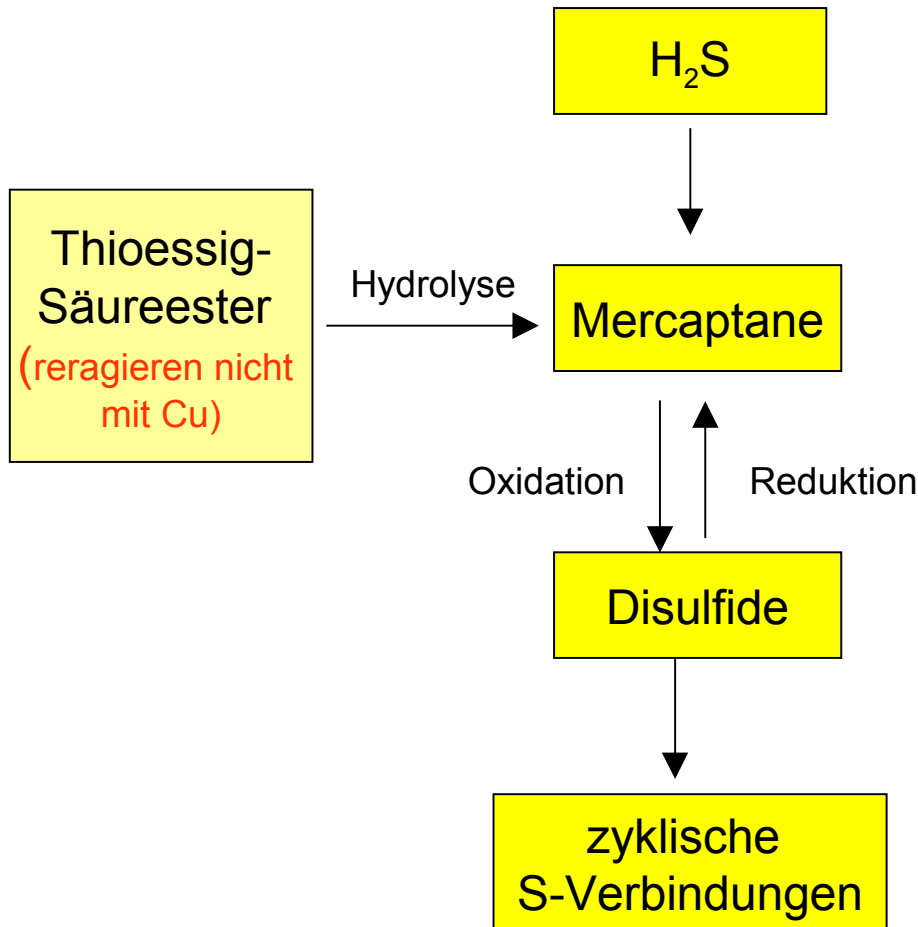 H₂S
Thioessig-
Säureester
(reragieren nicht
mit Cu)
Hydrolyse
Mercaptane
Oxidation
Reduktion
Disulfide
zyklische
S-Verbindungen